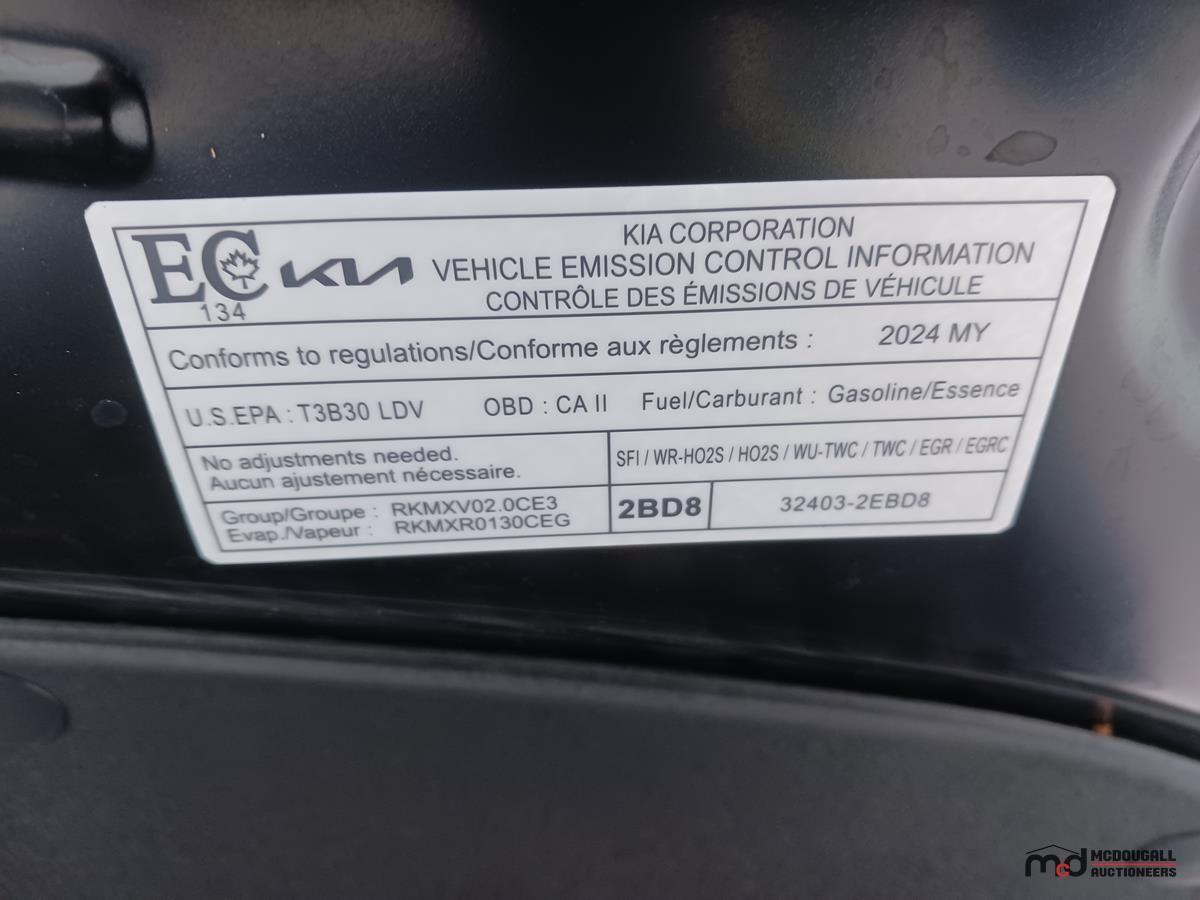 EC
134
KIA
KIA CORPORATION
VEHICLE EMISSION CONTROL INFORMATION
CONTRÔLE DES ÉMISSIONS DE VÉHICULE
Conforms to regulations/Conforme aux règlements : 2024 MY
U.S.EPA : T3B30 LDV OBD : CA II Fuel/Carburant : Gasoline/Essence
No adjustments needed.
Aucun ajustement nécessaire.
SFI / WR-HO2S / HO2S / WU-TWC / TWC / EGR / EGRC
Group/Groupe : RKMXV02.0CE3
Evap./Vapeur : RKMXR0130CEG
2BD8 32403-2EBD8
mcd MCDOUGALL
AUCTIONEERS